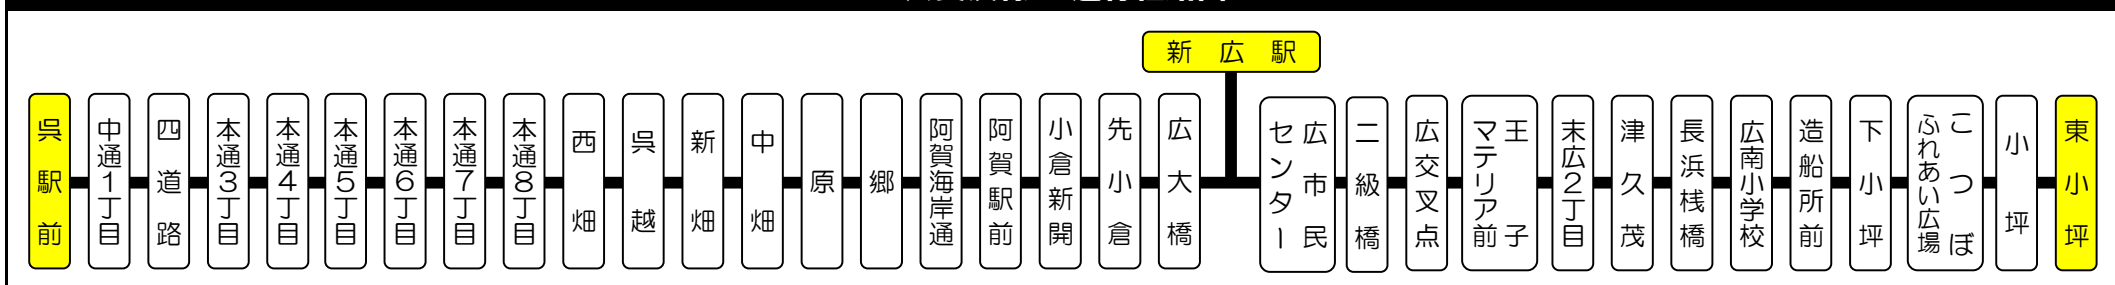 新広駅
呉駅前
中通1丁目
四道路
本通3丁目
本通4丁目
本通5丁目
本通6丁目
本通7丁目
本通8丁目
西畑
呉越
新畑
中畑
原
郷
阿賀海岸通
阿賀駅前
小倉新開
先小倉
広大橋
広市民
センター
二級橋
広交叉点
王子
マテリア前
末広2丁目
津久茂
長浜桟橋
広南小学校
造船所前
下小坪
こつぼ
ふれあい広場
小坪
東小坪